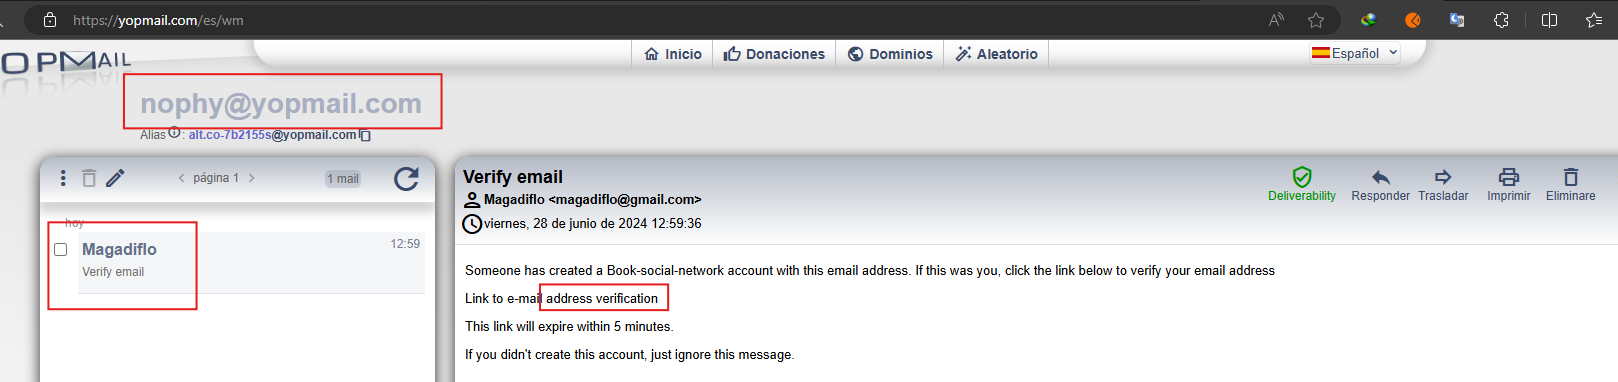 https://yopmail.com/es/wm
OPMAIL
Inicio
Donaciones
Dominios
Aleatorio
Español
nophy@yopmail.com
Alias : alt.co-7b2155s@yopmail.com
página 1
1 mail
hoy
Magadiflo
12:59
Verify email
Verify email
Magadiflo <magadiflo@gmail.com>
viernes, 28 de junio de 2024 12:59:36
Deliverability
Responder
Trasladar
Imprimir
Eliminare
Someone has created a Book-social-network account with this email address. If this was you, click the link below to verify your email address
Link to e-mail address verification
This link will expire within 5 minutes.
If you didn't create this account, just ignore this message.